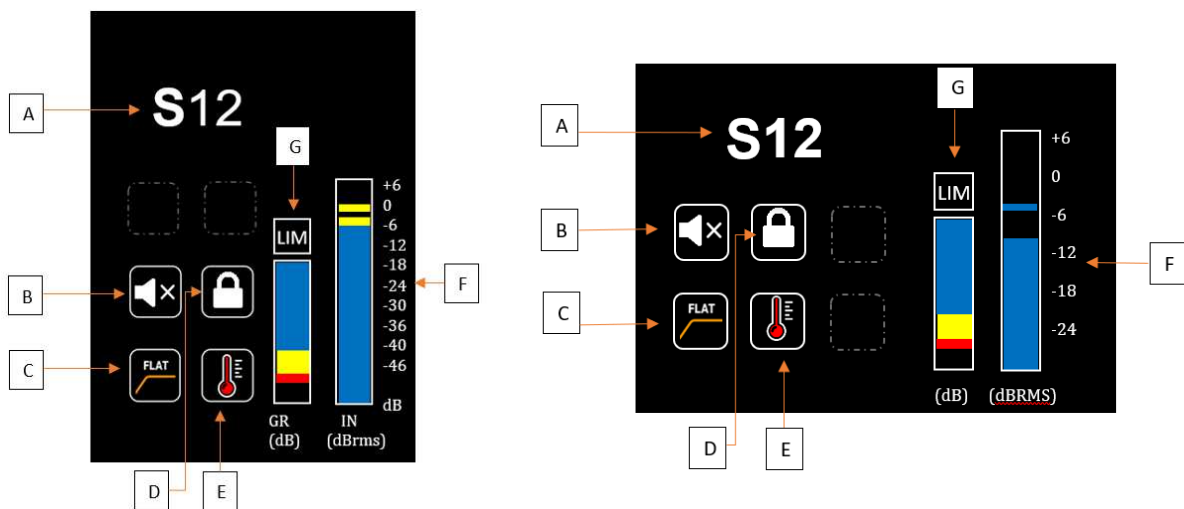 G
A
S12
LIM
+6
0
-6
-12
-18
-24
-30
-36
-40
-46
dB
B
F
C
FLAT
GR
(dB)
IN
(dBrms)
D
E
G
A
S12
LIM
+6
0
-6
-12
-18
-24
B
F
C
FLAT
(dB)
(dBRMS)
D
E